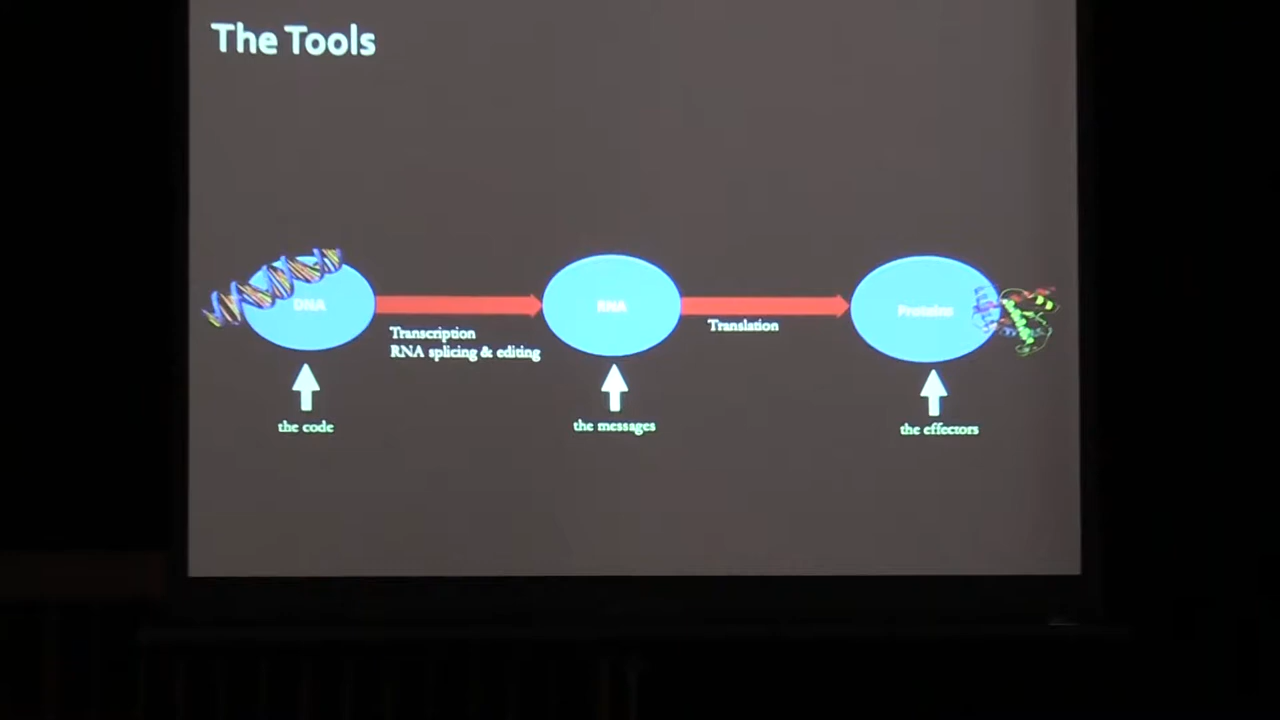 The Tools
DNA
RNA
Proteins
Transcription
RNA splicing & editing
Translation
the code
the messages
the effectors